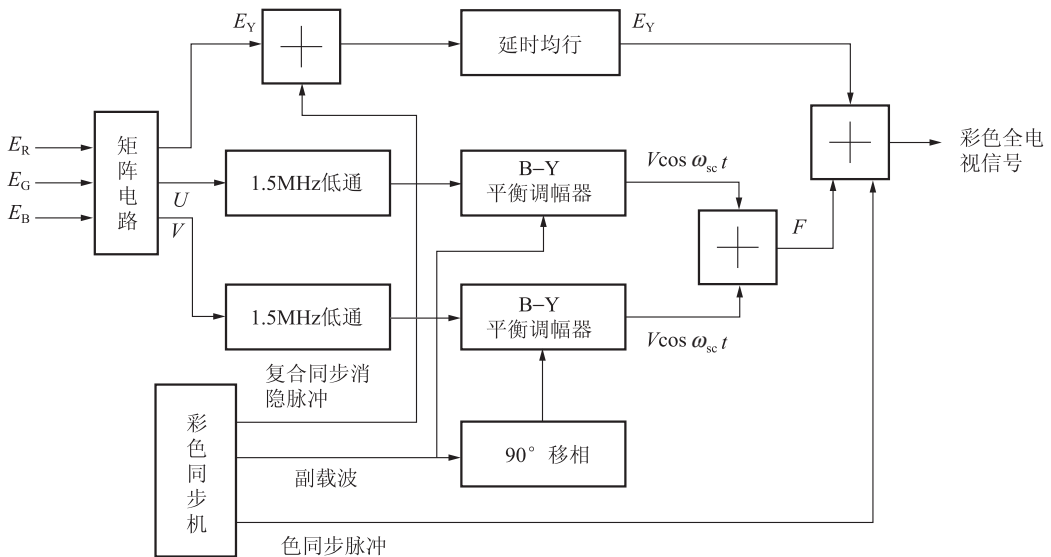 E_Y
延时均行
E_Y
E_R
E_G
E_B
矩阵电路
U
V
1.5MHz低通
B-Y
平衡调幅器
Vcos ω_sc t
彩色全电
视信号
F
1.5MHz低通
B-Y
平衡调幅器
Vcos ω_sc t
复合同步消
隐脉冲
彩色同步机
副载波
90°移相
色同步脉冲